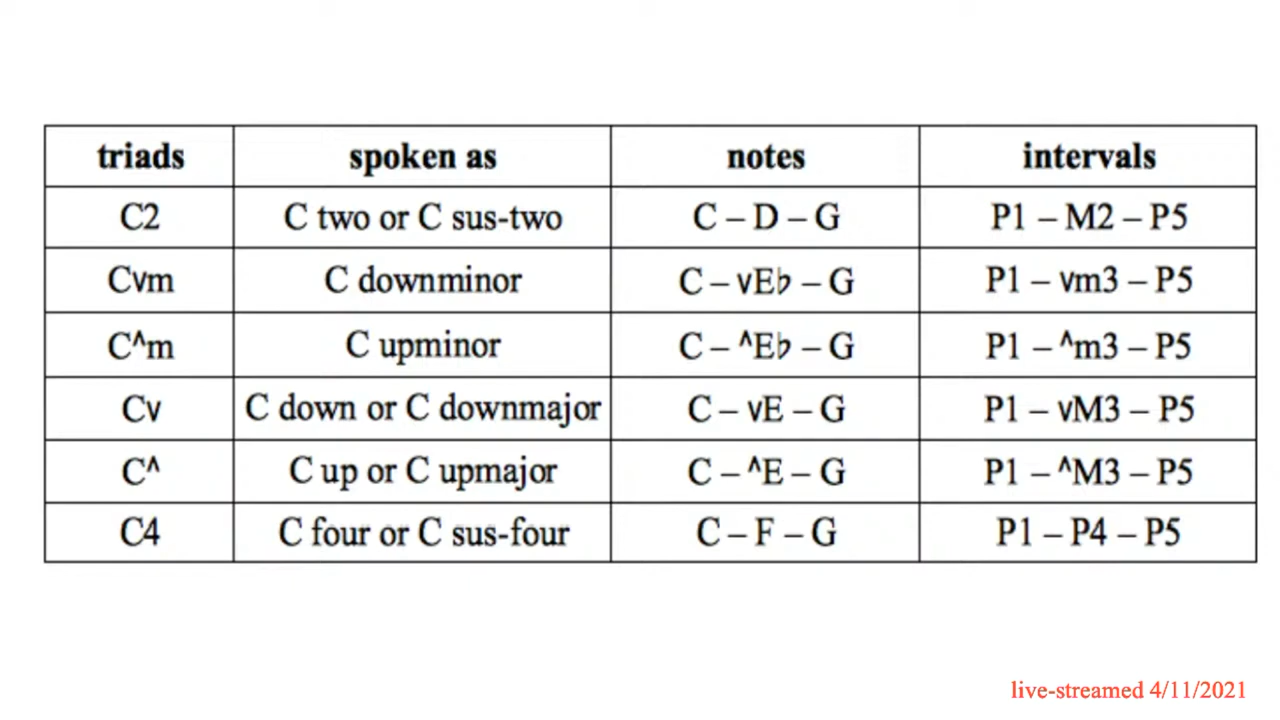 triads spoken as notes intervals
C2 C two or C sus-two C – D – G P1 – M2 – P5
Cvm C downminor C – vE♭ – G P1 – vm3 – P5
C^m C upminor C – ^E♭ – G P1 – ^m3 – P5
Cv C down or C downmajor C – vE – G P1 – vM3 – P5
C^ C up or C upmajor C – ^E – G P1 – ^M3 – P5
C4 C four or C sus-four C – F – G P1 – P4 – P5
live-streamed 4/11/2021